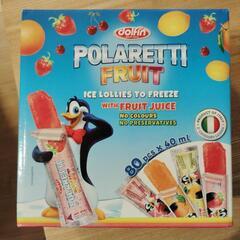 dolfin
POLARETTI
FRUIT
ICE LOLLIES TO FREEZE
WITH FRUIT JUICE
NO COLOURS
NO PRESERVATIVES
80 pcs x 40 ml